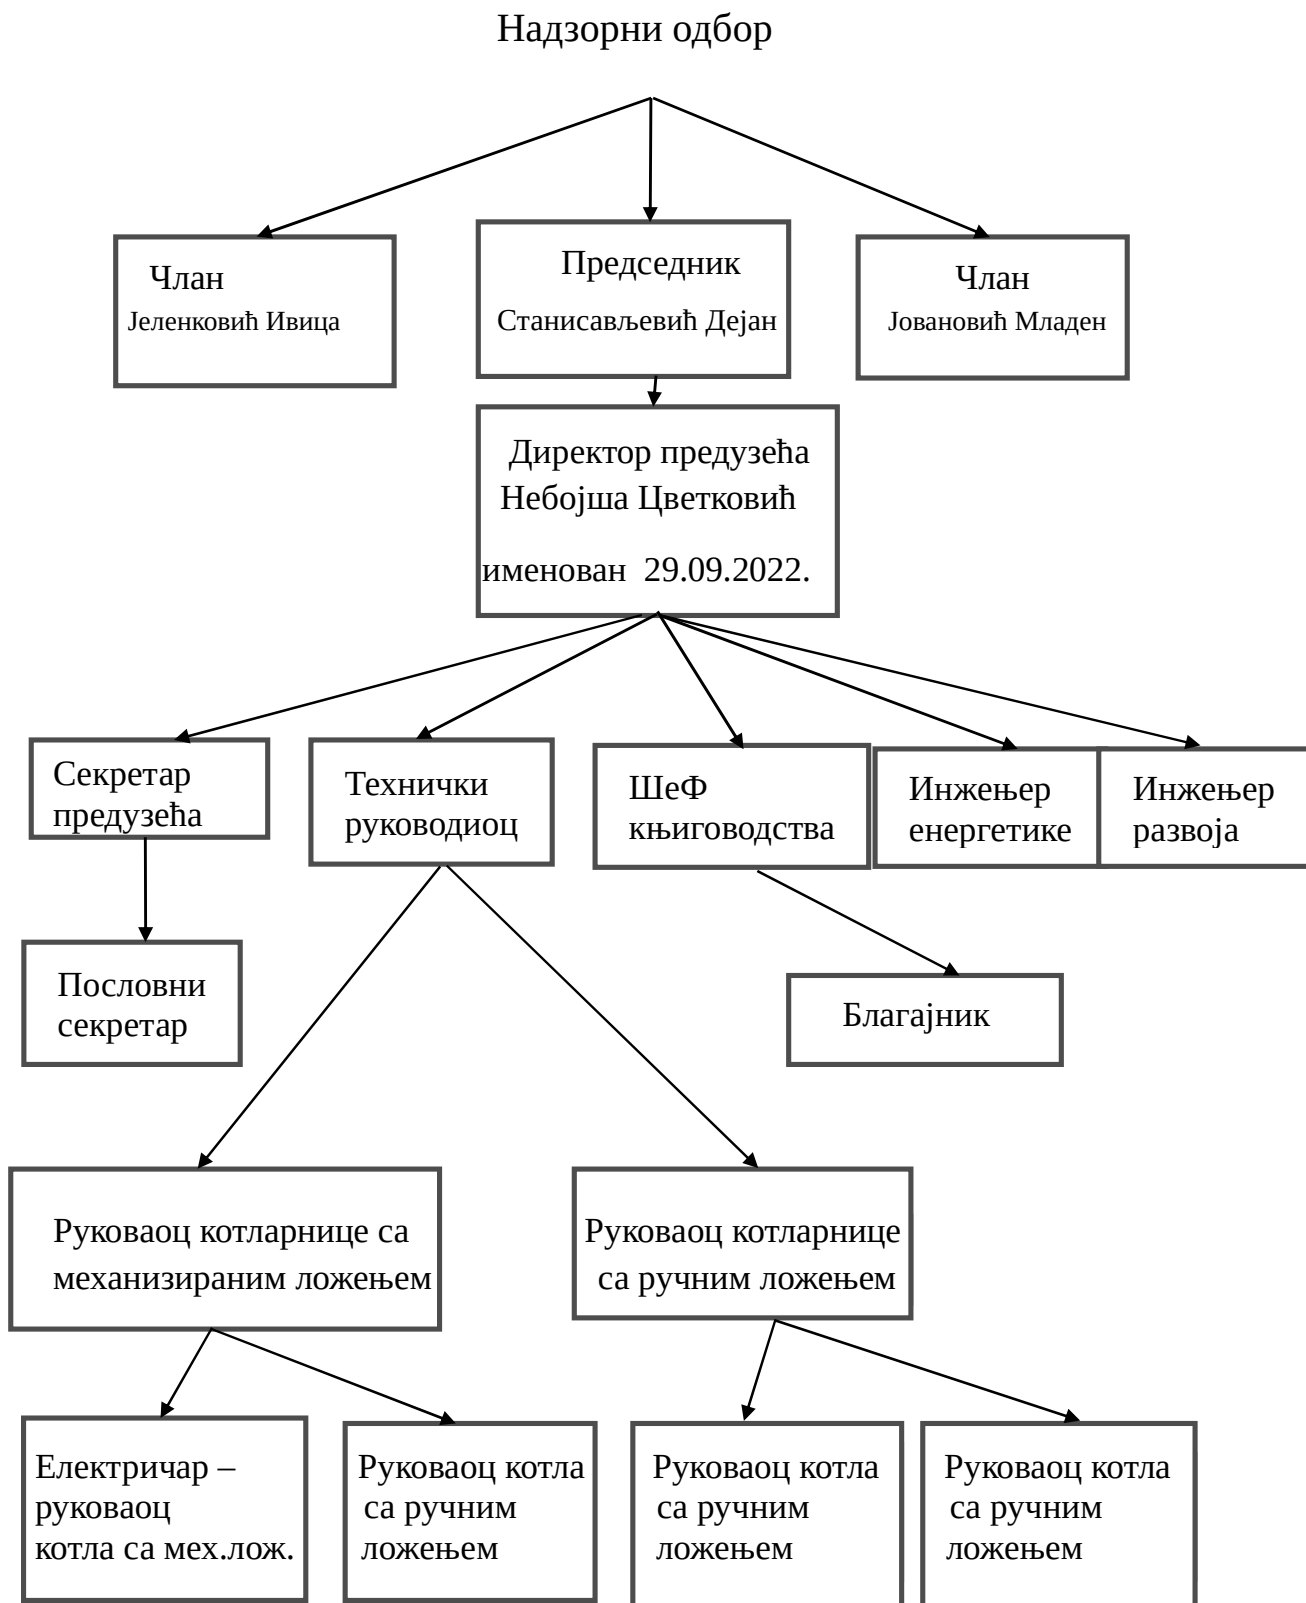 Надзорни одбор
Члан
Јеленковић Ивица
Председник
Станисављевић Дејан
Члан
Јовановић Младен
Директор предузећа
Небојша Цветковић
именован 29.09.2022.
Секретар
предузећа
Технички
руководиоц
ШеФ
књиговодства
Инжењер
енергетике
Инжењер
развоја
Пословни
секретар
Благајник
Руковаоц котларнице са
механизираним ложењем
Руковаоц котларнице
са ручним ложењем
Електричар –
руковаоц
котла са мех.лож.
Руковаоц котла
са ручним
ложењем
Руковаоц котла
са ручним
ложењем
Руковаоц котла
са ручним
ложењем